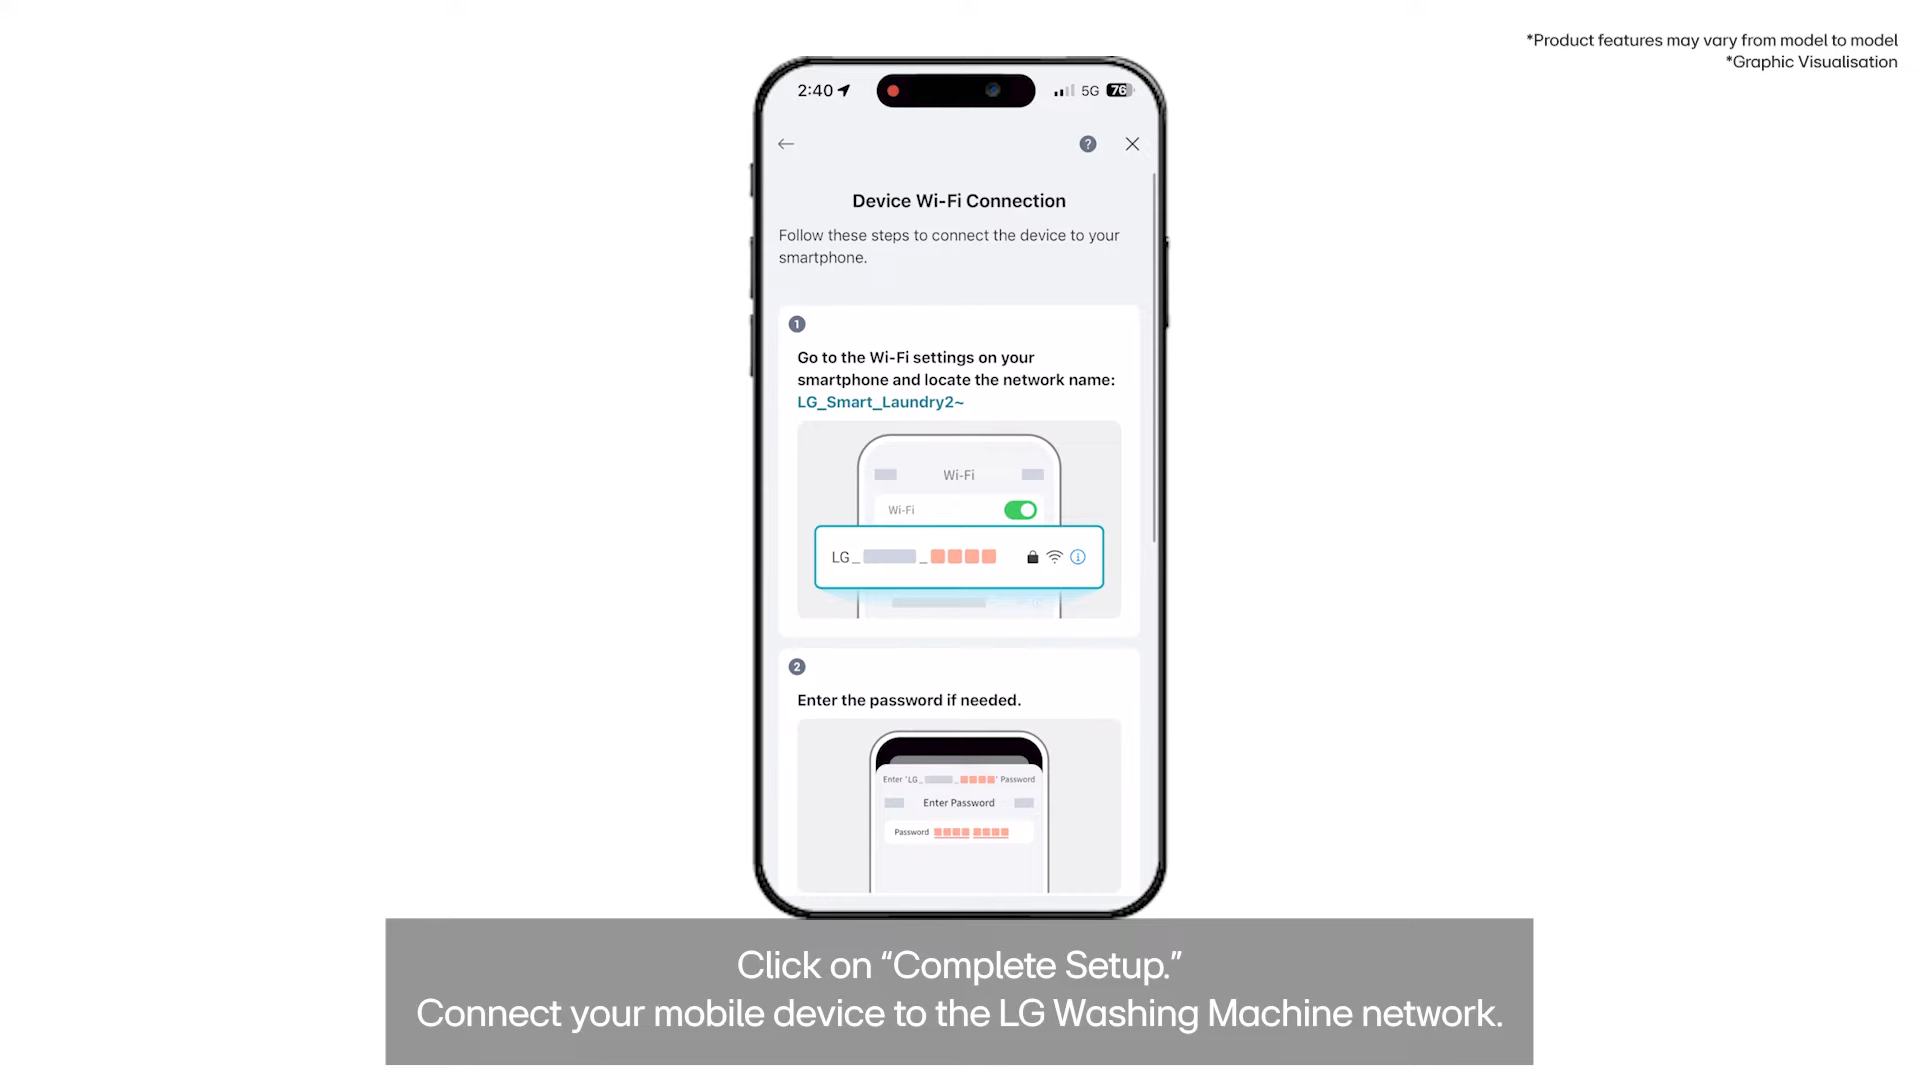 *Product features may vary from model to model
*Graphic Visualisation
2:40
5G
76
?
Device Wi-Fi Connection
Follow these steps to connect the device to your
smartphone.
1
Go to the Wi-Fi settings on your
smartphone and locate the network name:
LG_Smart_Laundry2~
Wi-Fi
Wi-Fi
LG_ _
2
Enter the password if needed.
Enter 'LG_ _ ' Password
Enter Password
Password
Click on “Complete Setup.”
Connect your mobile device to the LG Washing Machine network.